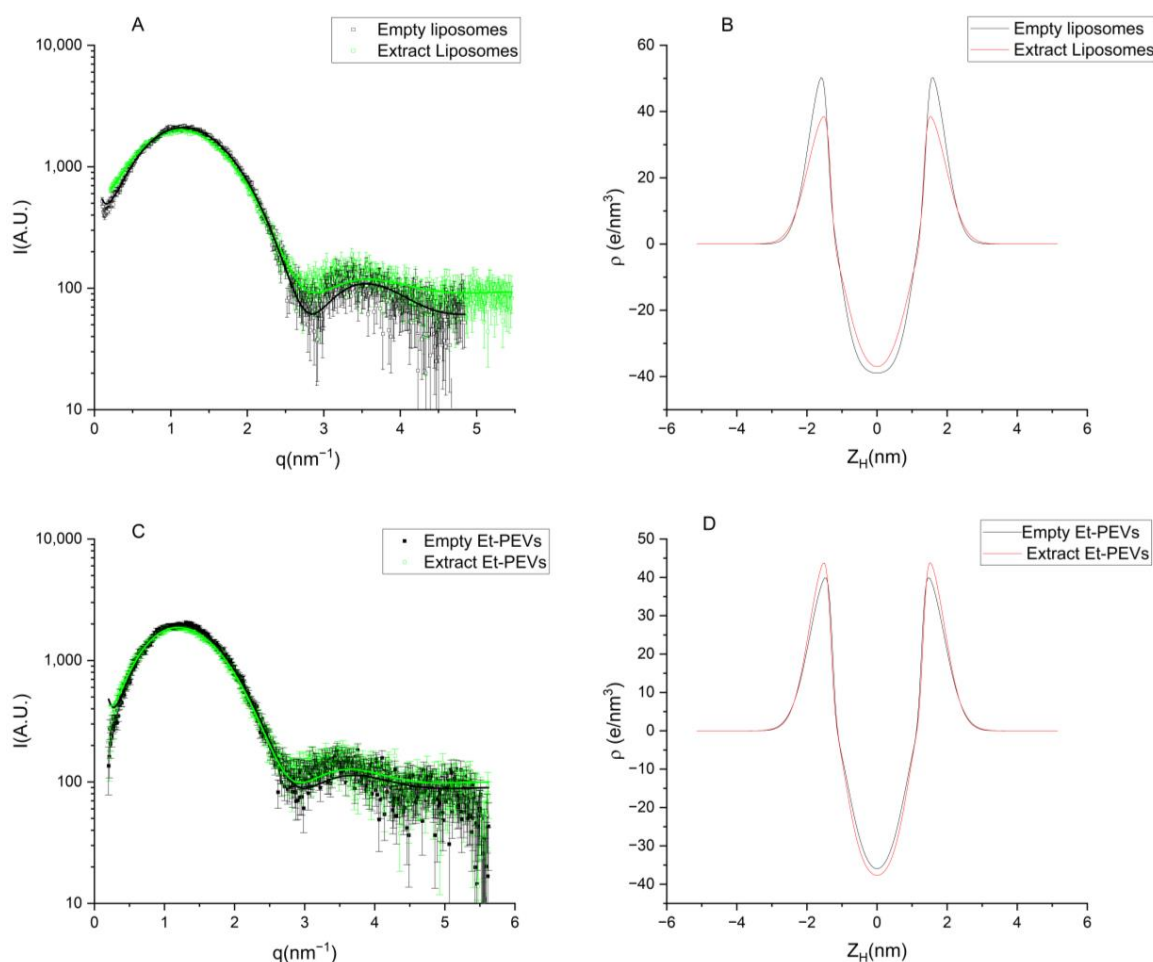 A
Empty liposomes
Extract Liposomes
10,000
1,000
100
10
I(A.U.)
0 1 2 3 4 5
q(nm⁻¹)
B
Empty liposomes
Extract Liposomes
60
40
20
0
−20
−40
ρ (e/nm³)
−6 −4 −2 0 2 4 6
Z_H(nm)
C
Empty Et-PEVs
Extract Et-PEVs
10,000
1,000
100
10
I(A.U.)
0 1 2 3 4 5 6
q(nm⁻¹)
D
Empty Et-PEVs
Extract Et-PEVs
50
40
30
20
10
0
−10
−20
−30
−40
ρ (e/nm³)
−6 −4 −2 0 2 4 6
Z_H(nm)